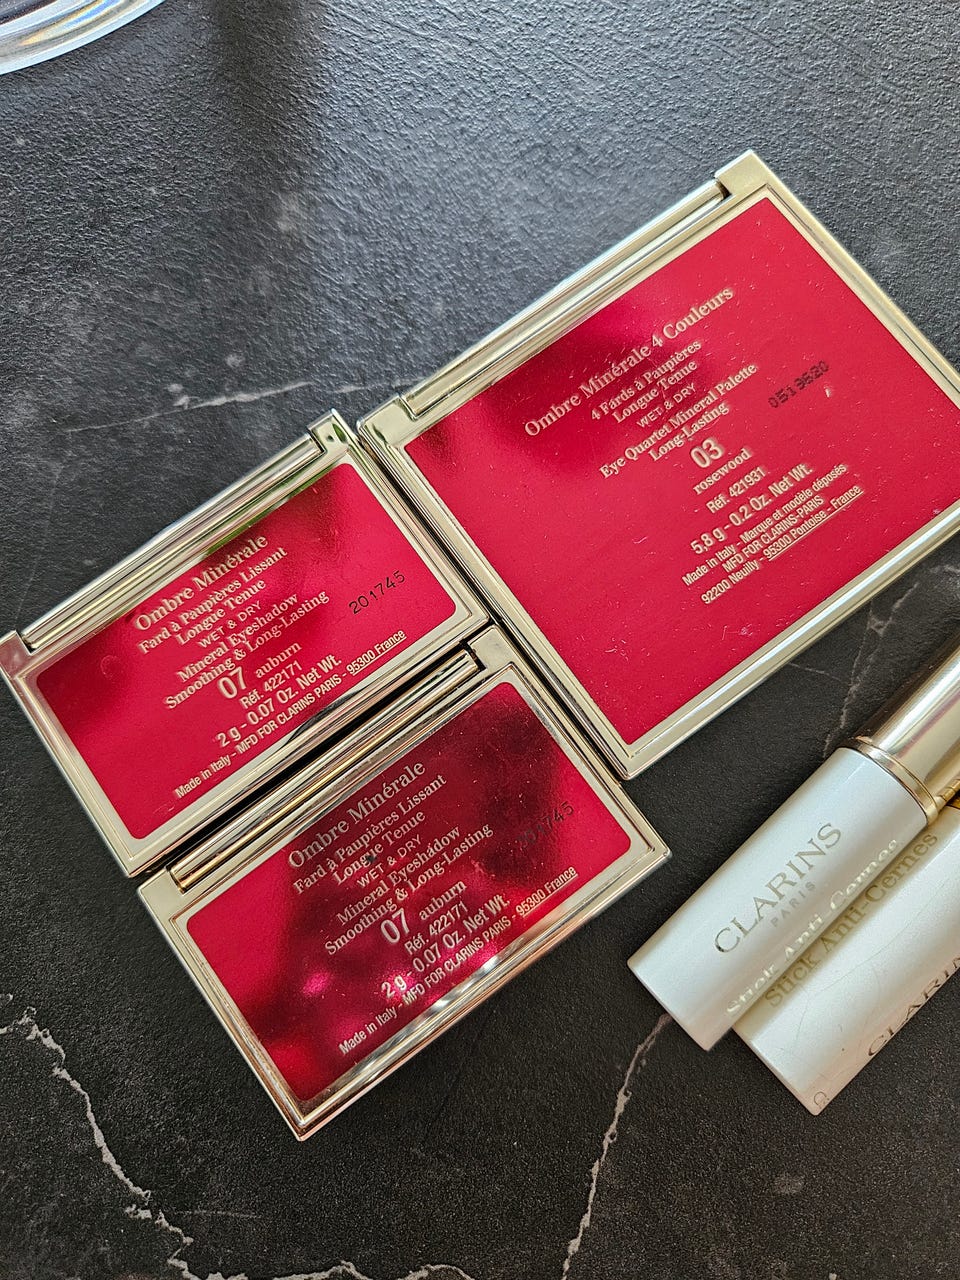 Ombre Minérale 4 Couleurs
4 Fards à Paupières
Longue Tenue
WET & DRY
Eye Quartet Mineral Palette
Long-Lasting
03
rosewood
Réf. 421931
5,8 g - 0.2 Oz. Net Wt.
Made in Italy - Marque et modèle déposés
MFD FOR CLARINS-PARIS
92200 Neuilly - 95300 Pontoise - France
Ombre Minérale
Fard à Paupières Lissant
Longue Tenue
WET & DRY
Mineral Eyeshadow
Smoothing & Long-Lasting
201745
07 auburn
Réf. 422171
2 g - 0.07 Oz. Net Wt.
Made in Italy - MFD FOR CLARINS PARIS - 95300 France
Ombre Minérale
Fard à Paupières Lissant
Longue Tenue
WET & DRY
Mineral Eyeshadow
Smoothing & Long-Lasting
07 auburn
Réf. 422171
2 g - 0.07 Oz. Net Wt.
Made in Italy - MFD FOR CLARINS PARIS - 95300 France
CLARINS
PARIS
Stick Anti-Cernes
Stick Anti-Cernes